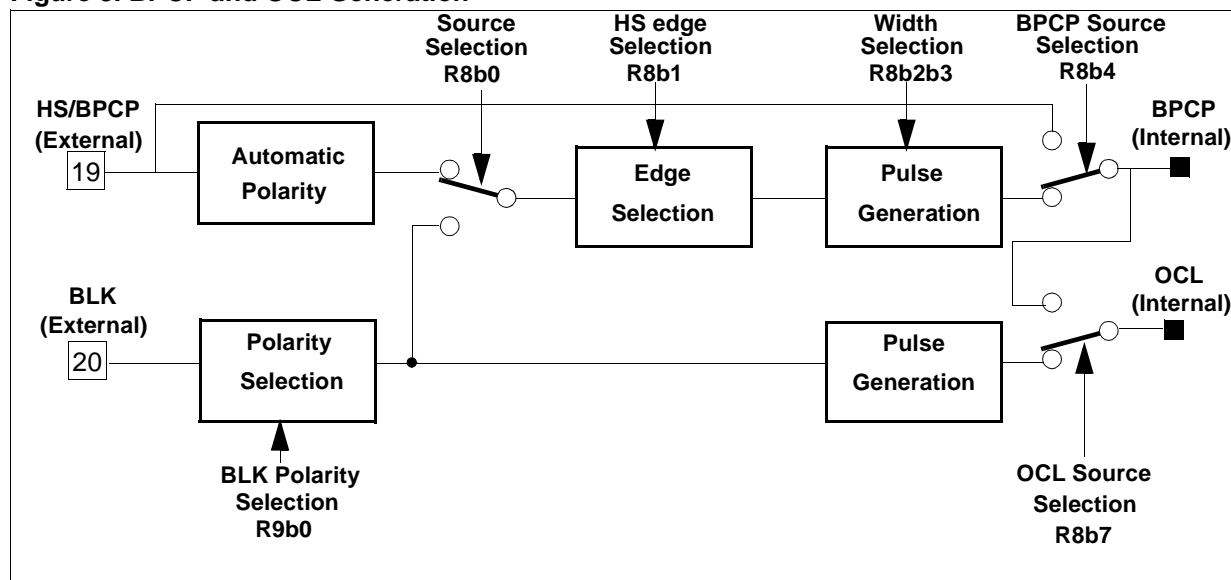 Source
Selection
R8b0
HS edge
Selection
R8b1
Width
Selection
R8b2b3
BPCP Source
Selection
R8b4
HS/BPCP
(External)
19
Automatic
Polarity
Edge
Selection
Pulse
Generation
BPCP
(Internal)
BLK
(External)
20
Polarity
Selection
Pulse
Generation
OCL
(Internal)
BLK Polarity
Selection
R9b0
OCL Source
Selection
R8b7